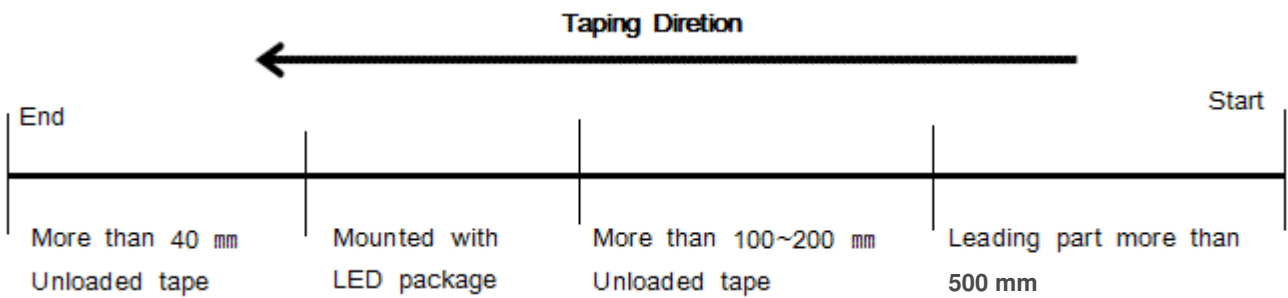 Taping Diretion
End
Start
More than 40 mm
Unloaded tape
Mounted with
LED package
More than 100~200 mm
Unloaded tape
Leading part more than
500 mm